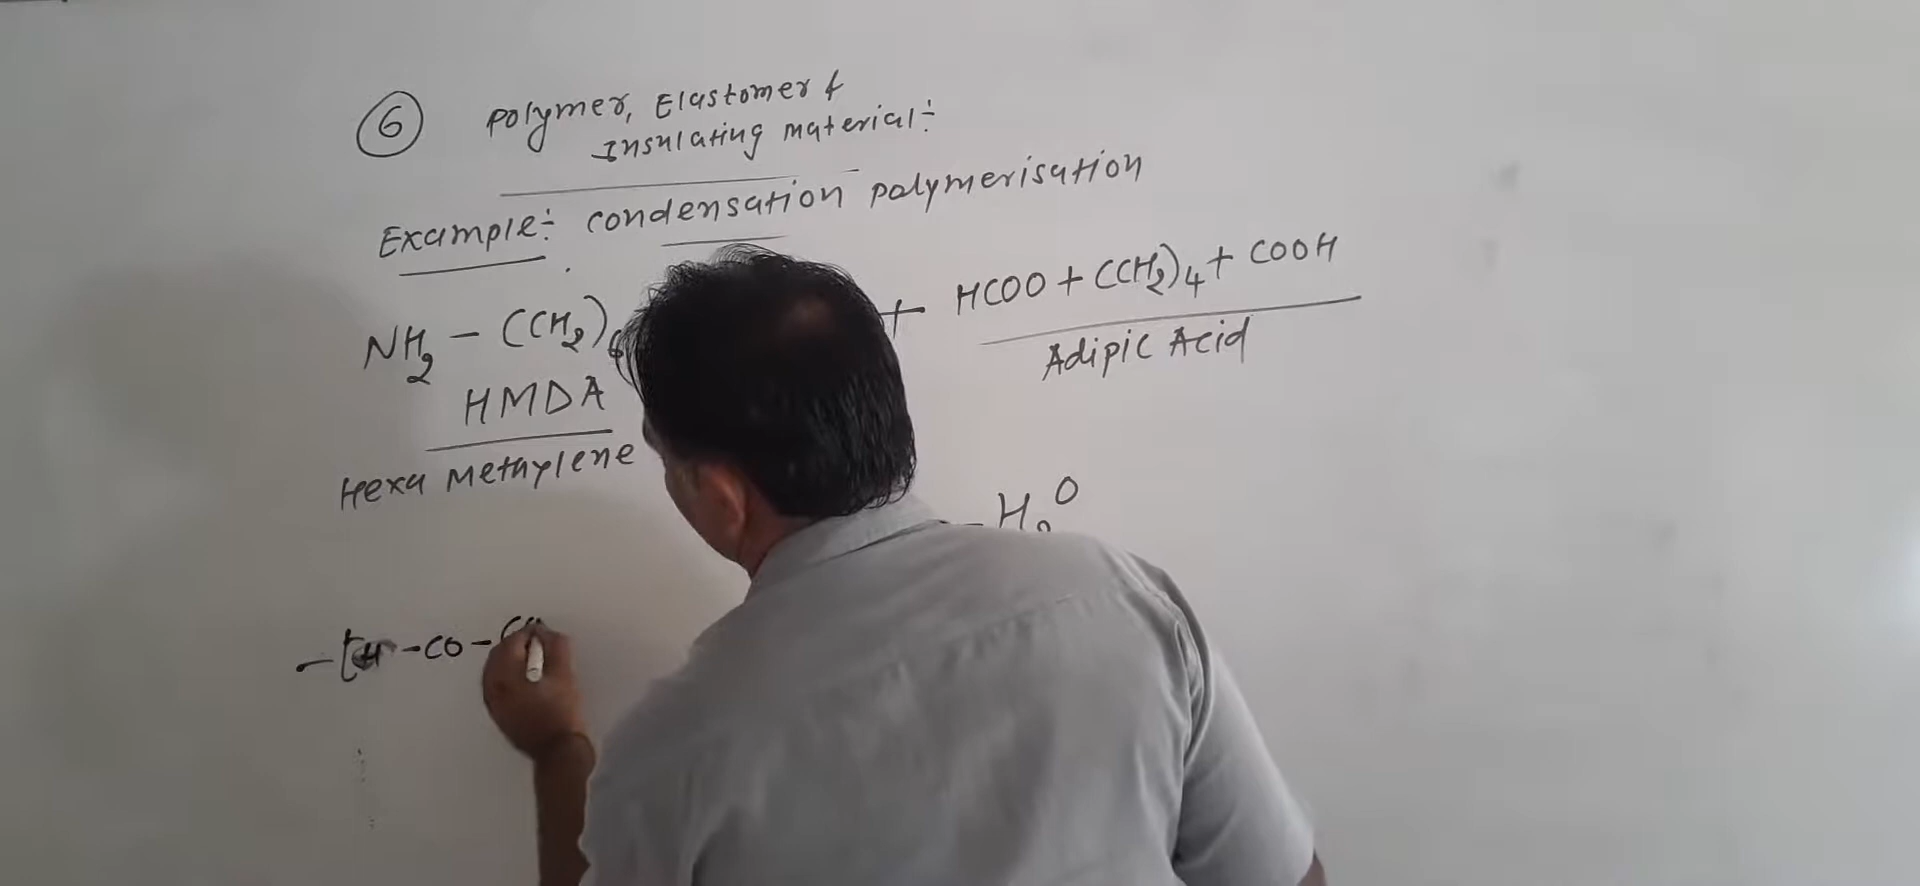 6 Polymer, Elastomer &
Insulating material:-
Example:- condensation polymerisation
NH2 - (CH2)6 + HCOO + (CH2)4 + COOH
HMDA
Adipic Acid
Hexa Methylene
- H2O
-[ -CO-